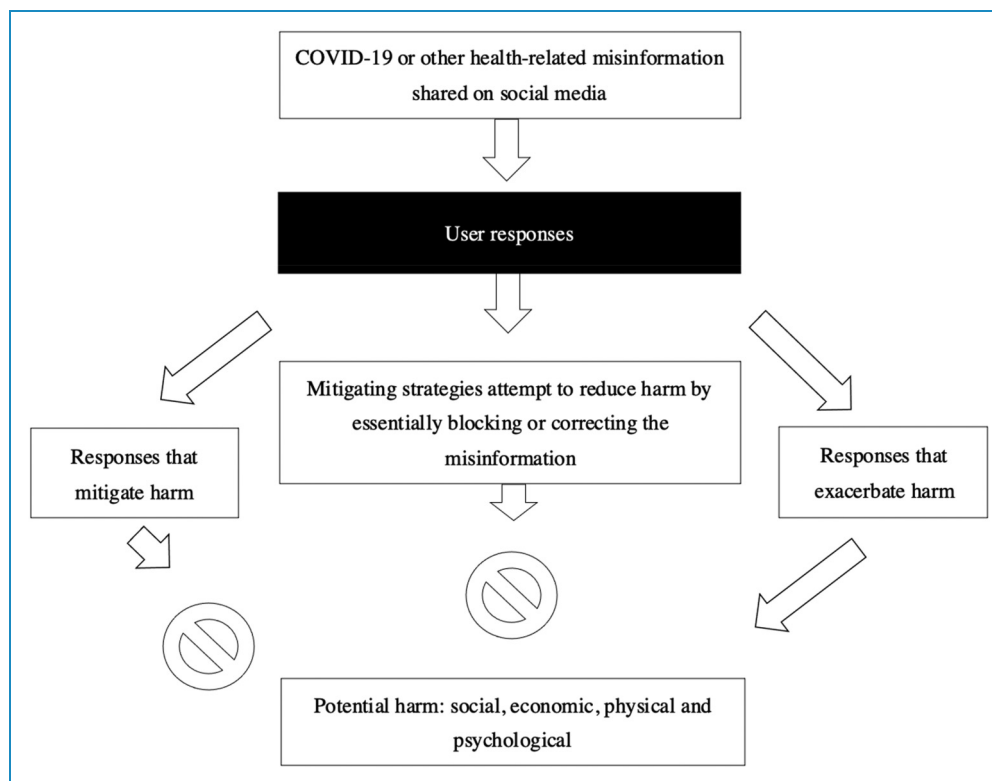 COVID-19 or other health-related misinformation
shared on social media
User responses
Mitigating strategies attempt to reduce harm by
essentially blocking or correcting the
misinformation
Responses that
mitigate harm
Responses that
exacerbate harm
Potential harm: social, economic, physical and
psychological